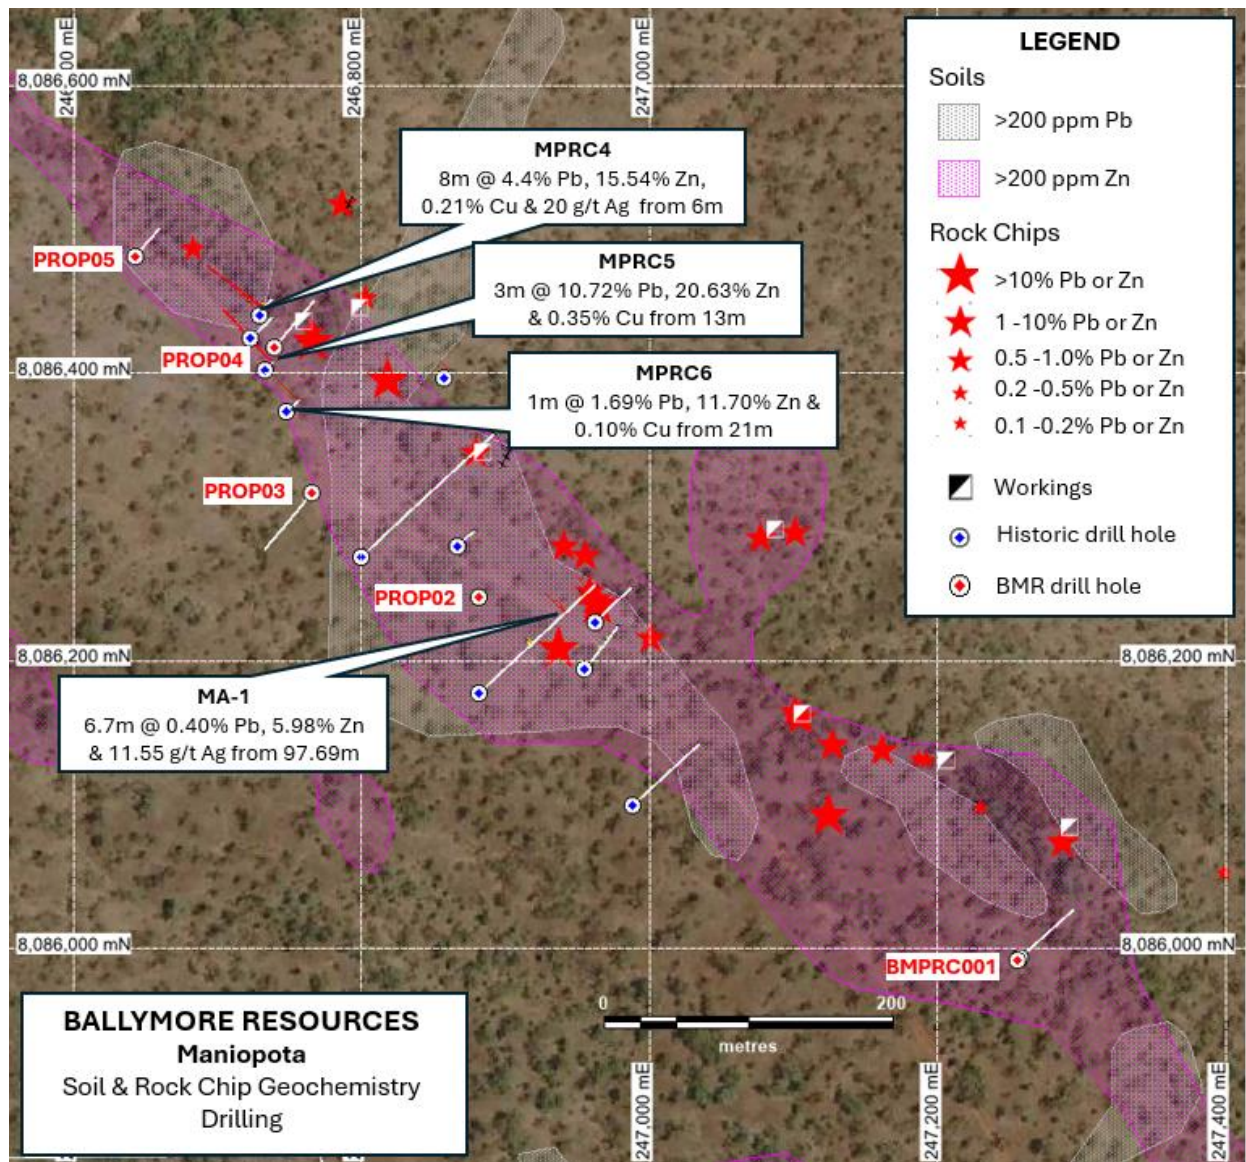 246,600 mE
246,800 mE
247,000 mE
8,086,600 mN
LEGEND
Soils
>200 ppm Pb
>200 ppm Zn
Rock Chips
>10% Pb or Zn
1 -10% Pb or Zn
0.5 -1.0% Pb or Zn
0.2 -0.5% Pb or Zn
0.1 -0.2% Pb or Zn
Workings
Historic drill hole
BMR drill hole
MPRC4
8m @ 4.4% Pb, 15.54% Zn,
0.21% Cu & 20 g/t Ag from 6m
PROP05
MPRC5
3m @ 10.72% Pb, 20.63% Zn
& 0.35% Cu from 13m
PROP04
8,086,400 mN
MPRC6
1m @ 1.69% Pb, 11.70% Zn &
0.10% Cu from 21m
PROP03
PROP02
8,086,200 mN
8,086,200 mN
MA-1
6.7m @ 0.40% Pb, 5.98% Zn
& 11.55 g/t Ag from 97.69m
8,086,000 mN
8,086,000 mN
BMPRC001
0
200
metres
BALLYMORE RESOURCES
Maniopota
Soil & Rock Chip Geochemistry
Drilling
247,000 mE
247,200 mE
247,400 mE